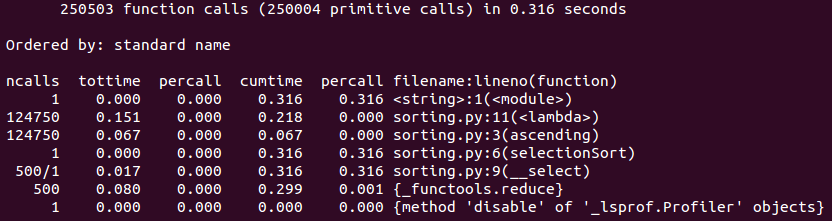 250503 function calls (250004 primitive calls) in 0.316 seconds
Ordered by: standard name
ncalls tottime percall cumtime percall filename:lineno(function)
1 0.000 0.000 0.316 0.316 <string>:1(<module>)
124750 0.151 0.000 0.218 0.000 sorting.py:11(<lambda>)
124750 0.067 0.000 0.067 0.000 sorting.py:3(ascending)
1 0.000 0.000 0.316 0.316 sorting.py:6(selectionSort)
500/1 0.017 0.000 0.316 0.316 sorting.py:9(__select)
500 0.080 0.000 0.299 0.001 {_functools.reduce}
1 0.000 0.000 0.000 0.000 {method 'disable' of '_lsprof.Profiler' objects}